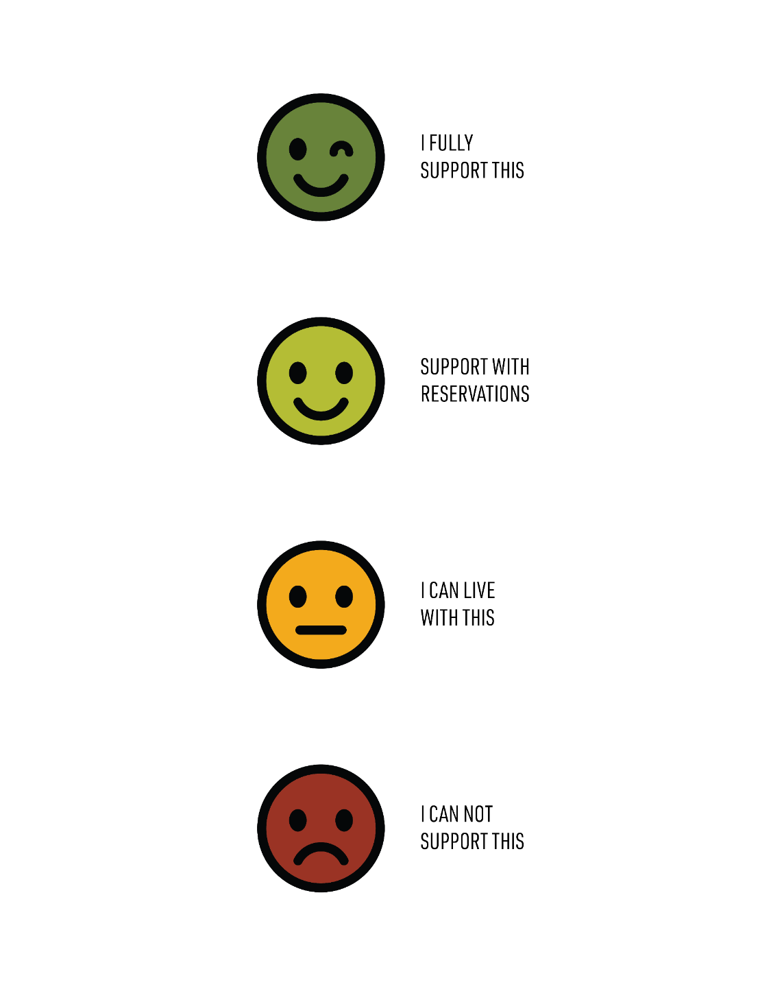 I FULLY
SUPPORT THIS
SUPPORT WITH
RESERVATIONS
I CAN LIVE
WITH THIS
I CAN NOT
SUPPORT THIS